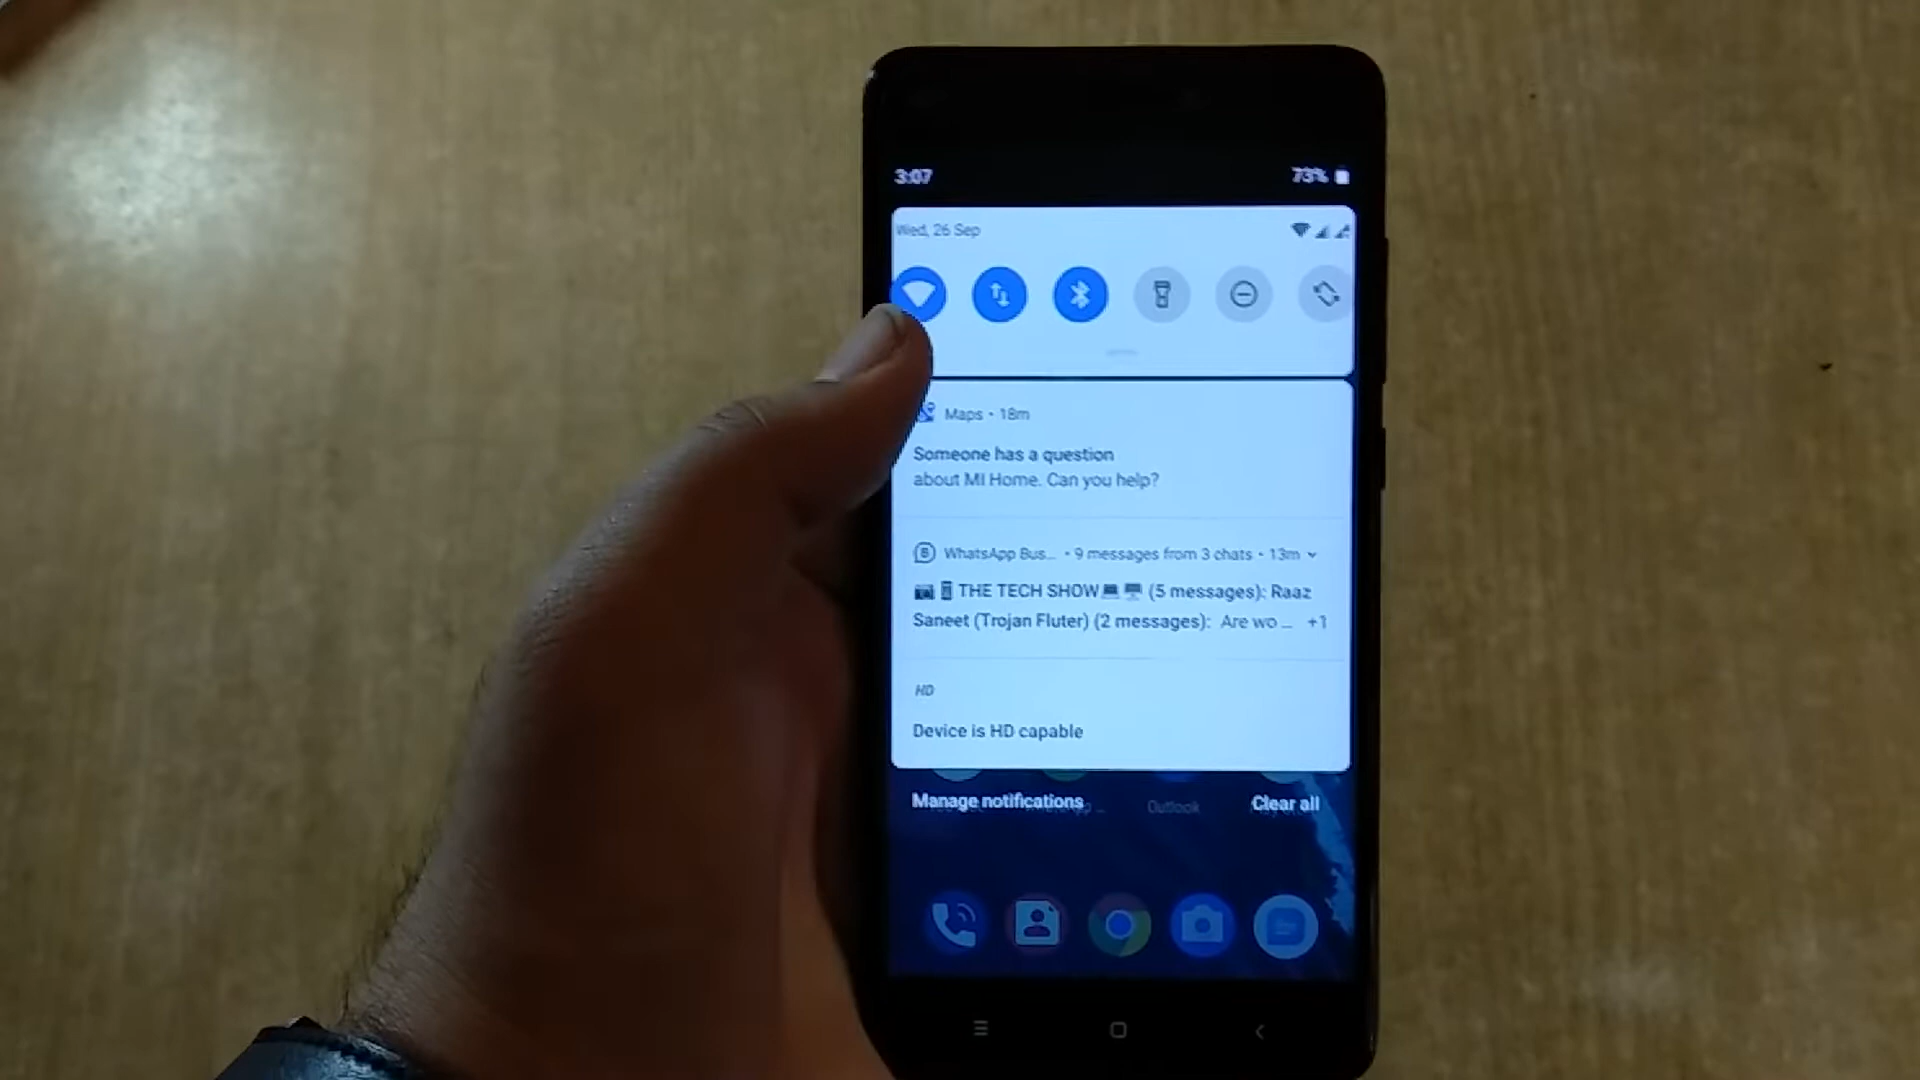 3:07
73%
Wed, 26 Sep
Maps • 18m
Someone has a question
about MI Home. Can you help?
WhatsApp Bus... • 9 messages from 3 chats • 13m
THE TECH SHOW (5 messages): Raaz
Saneet (Trojan Fluter) (2 messages): Are wo ... +1
HD
Device is HD capable
Manage notifications
Outlook
Clear all